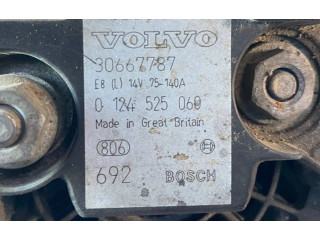 VOLVO
30667787
E8 (L) 14V 75-140A
0 124 525 060
Made in Great Britain
806
692 BOSCH